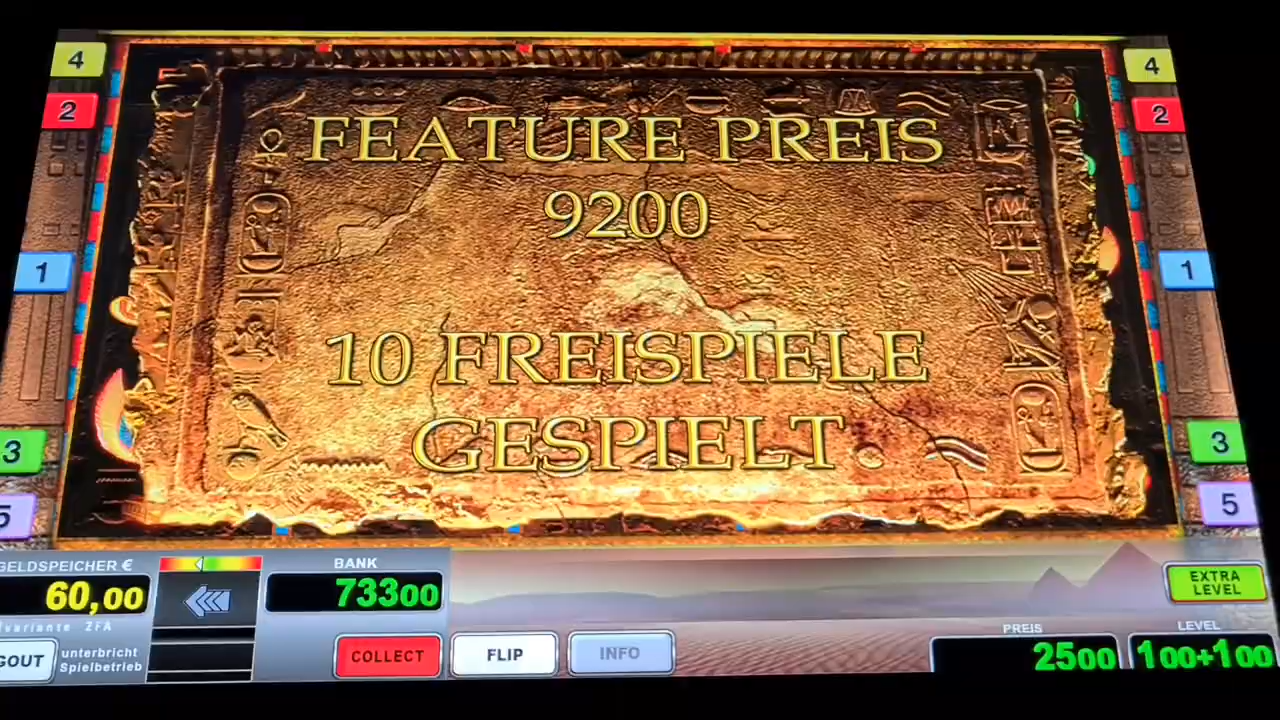 4
4
2
2
FEATURE PREIS
9200
1
1
10 FREISPIELE
GESPIELT
3
3
5
5
GELDSPEICHER €
BANK
60,00
73300
EXTRA
LEVEL
variante ZFA
unterbricht
Spielbetrieb
COLLECT
FLIP
INFO
PREIS
LEVEL
2500
100+100